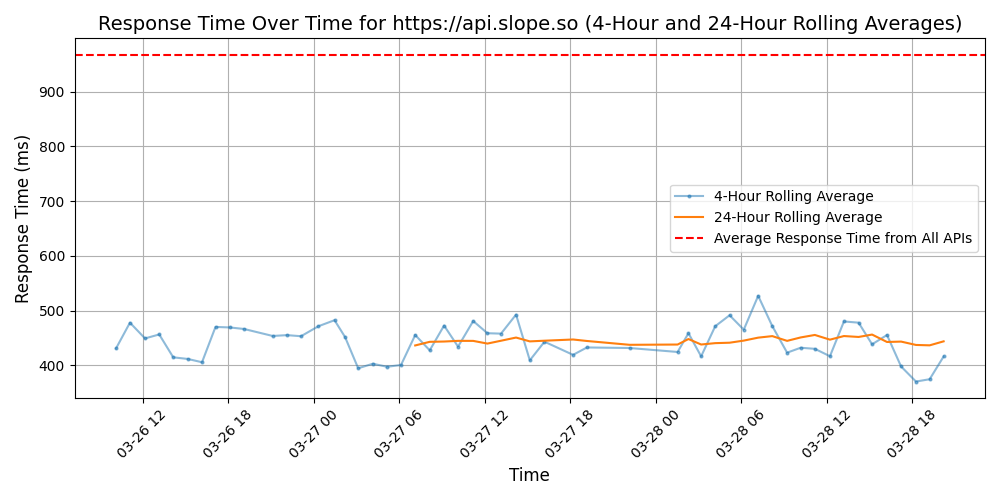 Response Time Over Time for https://api.slope.so (4-Hour and 24-Hour Rolling Averages)
Response Time (ms)
900
800
700
600
500
400
4-Hour Rolling Average
24-Hour Rolling Average
Average Response Time from All APIs
03-26 12
03-26 18
03-27 00
03-27 06
03-27 12
03-27 18
03-28 00
03-28 06
03-28 12
03-28 18
Time